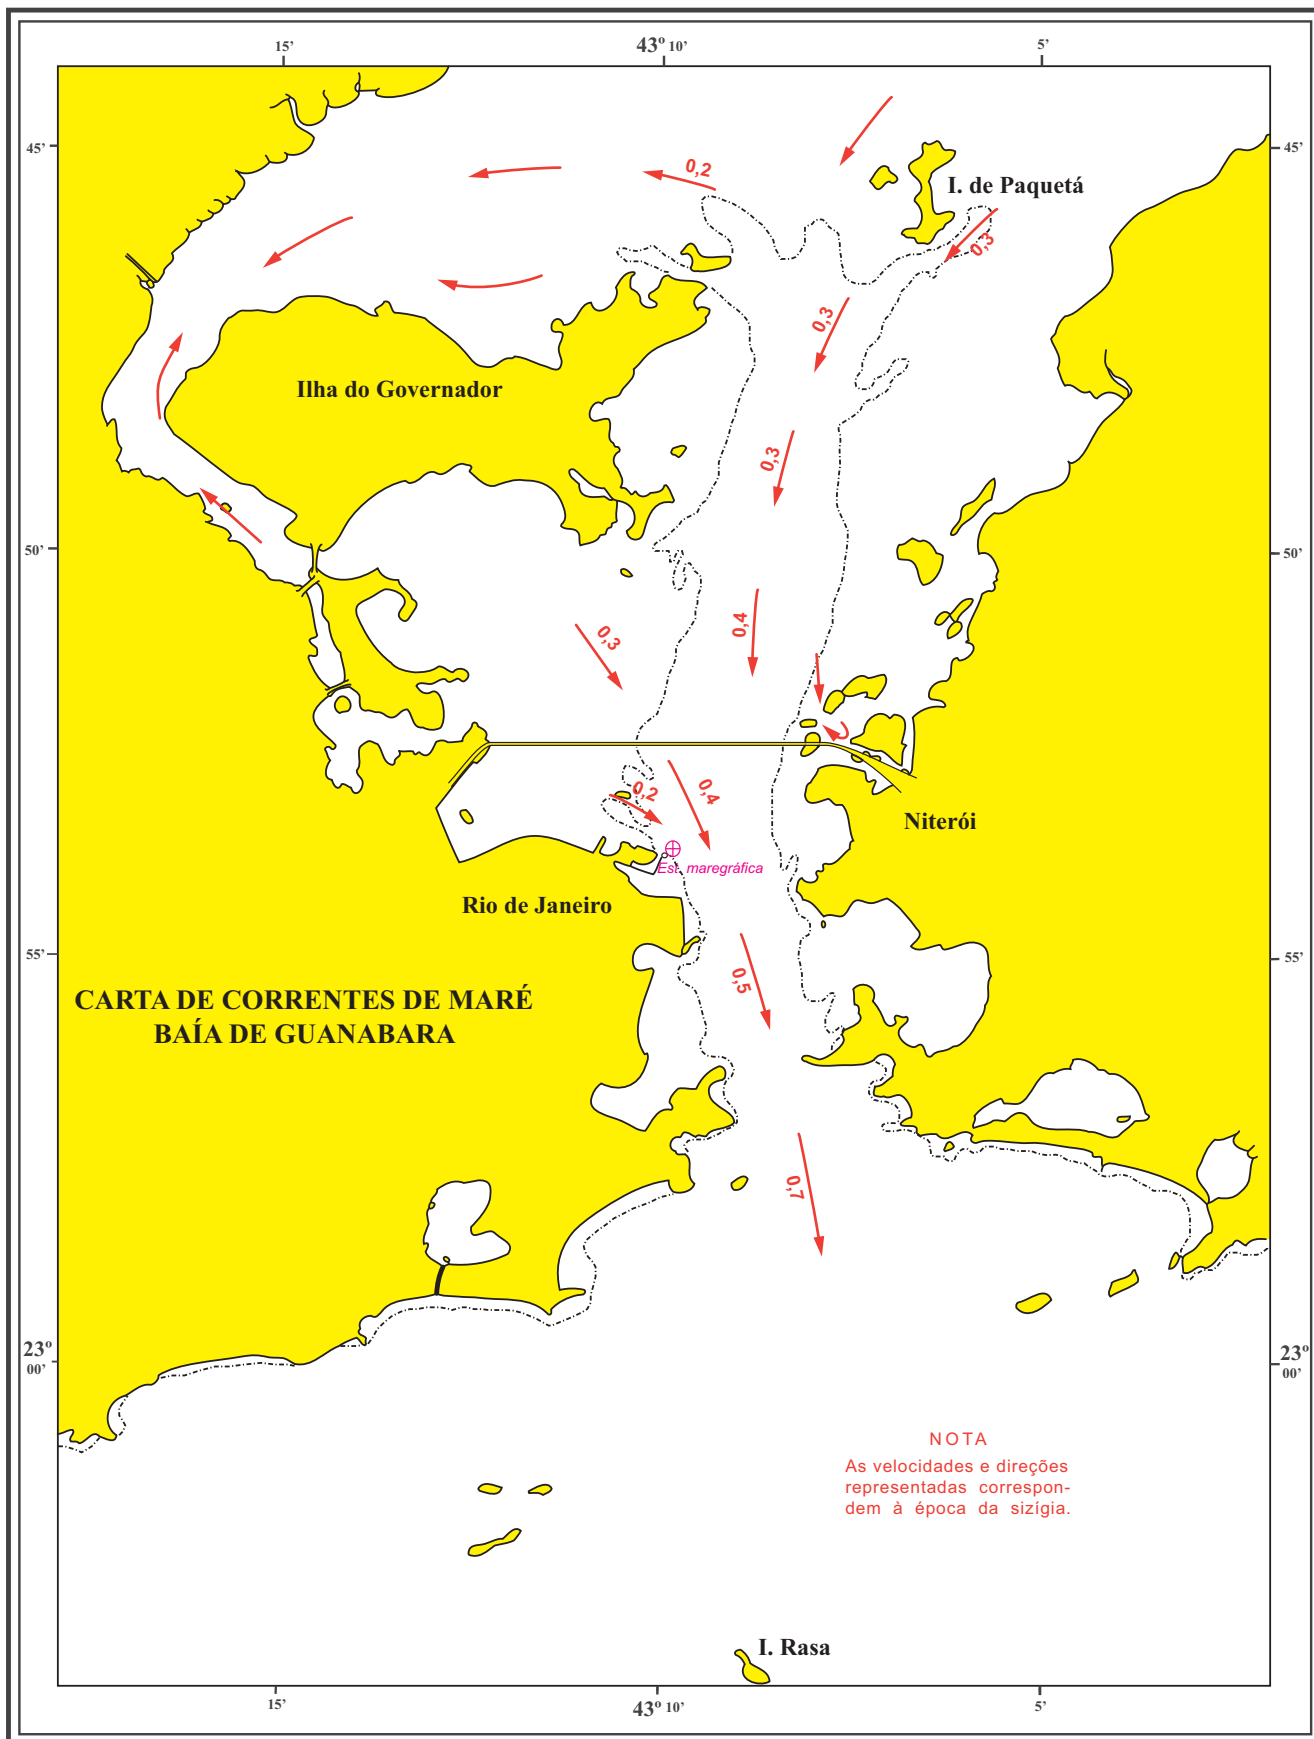 15'
43º 10'
5'
45'
45'
0,2
I. de Paquetá
0,3
0,3
Ilha do Governador
0,3
50'
50'
0,4
0,3
0,4
0,2
Niterói
Est. maregráfica
Rio de Janeiro
55'
55'
0,5
CARTA DE CORRENTES DE MARÉ
BAÍA DE GUANABARA
0,7
23º
00'
23º
00'
NOTA
As velocidades e direções
representadas correspon-
dem à época da sizígia.
I. Rasa
15'
43º 10'
5'